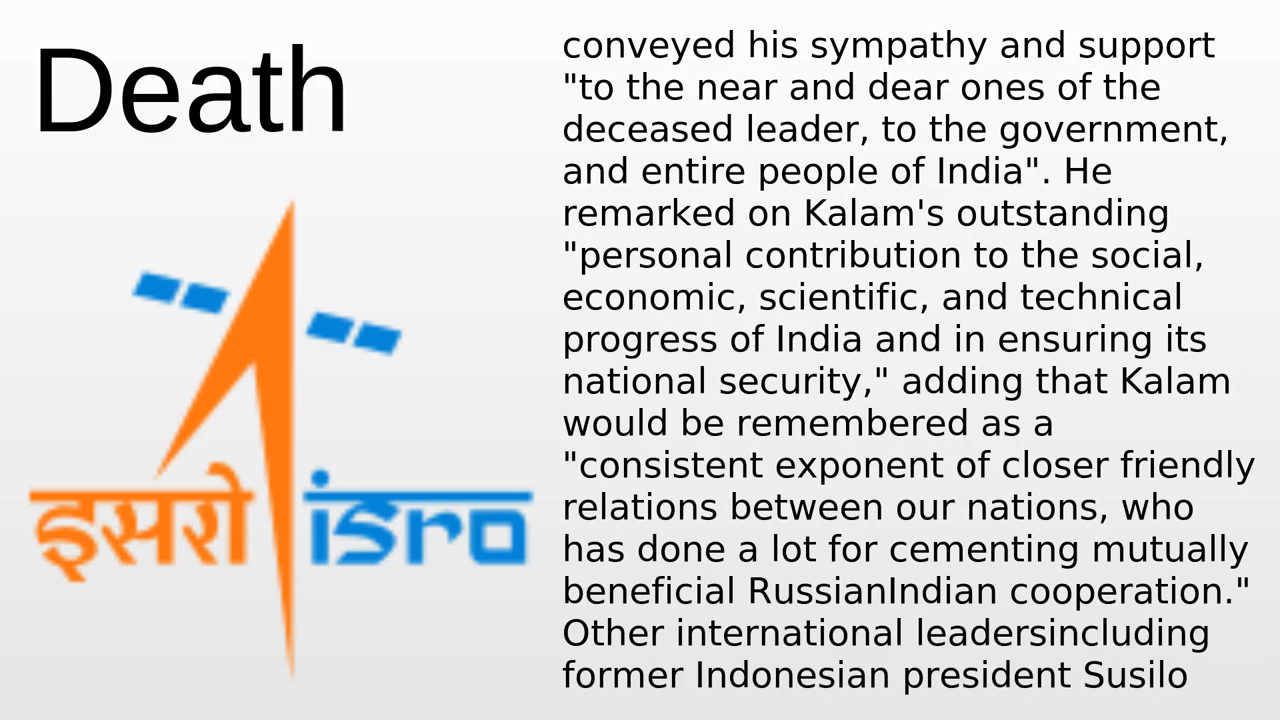 Death
इसरो isro
conveyed his sympathy and support
"to the near and dear ones of the
deceased leader, to the government,
and entire people of India". He
remarked on Kalam's outstanding
"personal contribution to the social,
economic, scientific, and technical
progress of India and in ensuring its
national security," adding that Kalam
would be remembered as a
"consistent exponent of closer friendly
relations between our nations, who
has done a lot for cementing mutually
beneficial RussianIndian cooperation."
Other international leadersincluding
former Indonesian president Susilo